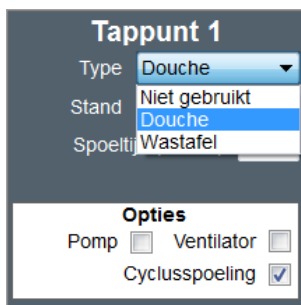 Tappunt 1
Type Douche
Niet gebruikt
Stand
Douche
Wastafel
Opties
Pomp Ventilator
Cyclusspoeling